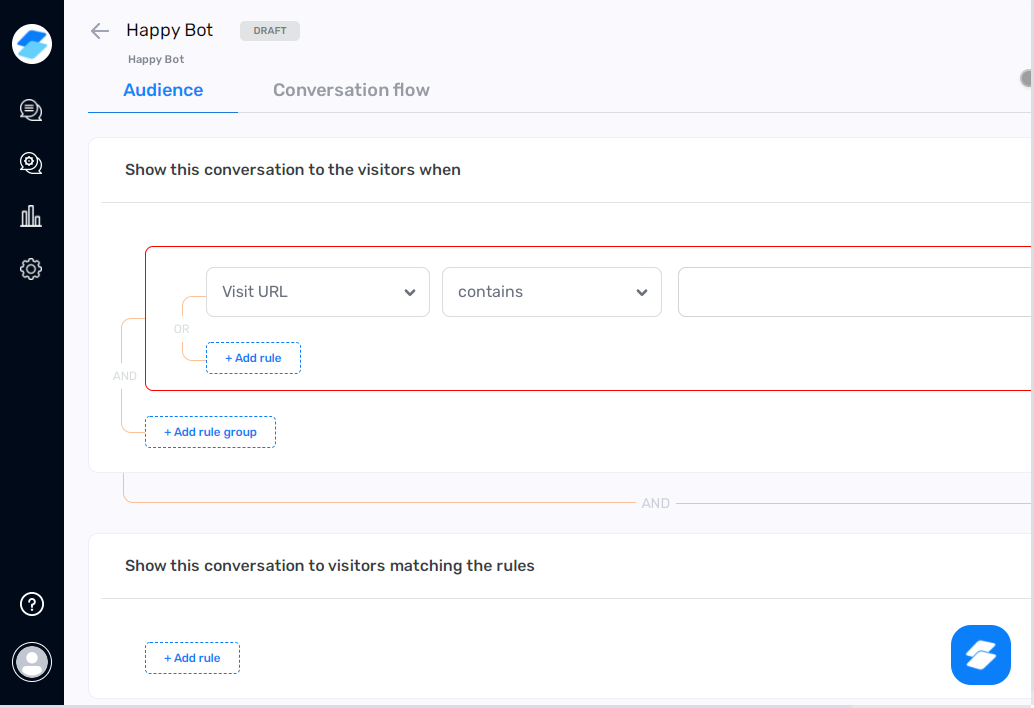 Happy Bot DRAFT
Happy Bot
Audience Conversation flow
Show this conversation to the visitors when
Visit URL contains
OR
+ Add rule
AND
+ Add rule group
AND
Show this conversation to visitors matching the rules
+ Add rule